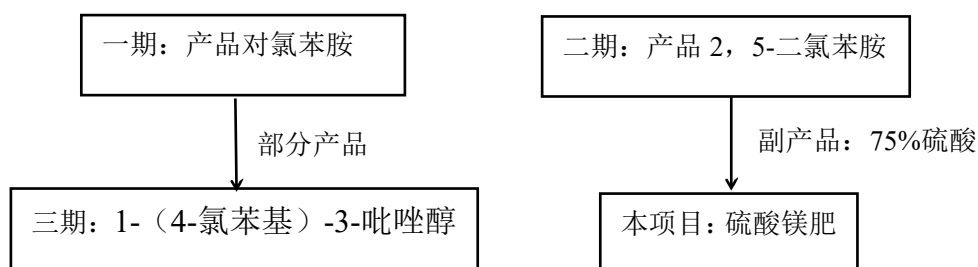 一期：产品对氯苯胺
二期：产品 2，5-二氯苯胺
部分产品
副产品：75%硫酸
三期：1-（4-氯苯基）-3-吡唑醇
本项目：硫酸镁肥